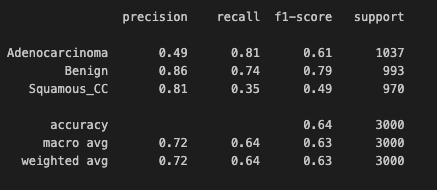 precision recall f1-score support
Adenocarcinoma 0.49 0.81 0.61 1037
Benign 0.86 0.74 0.79 993
Squamous_CC 0.81 0.35 0.49 970
accuracy 0.64 3000
macro avg 0.72 0.64 0.63 3000
weighted avg 0.72 0.64 0.63 3000